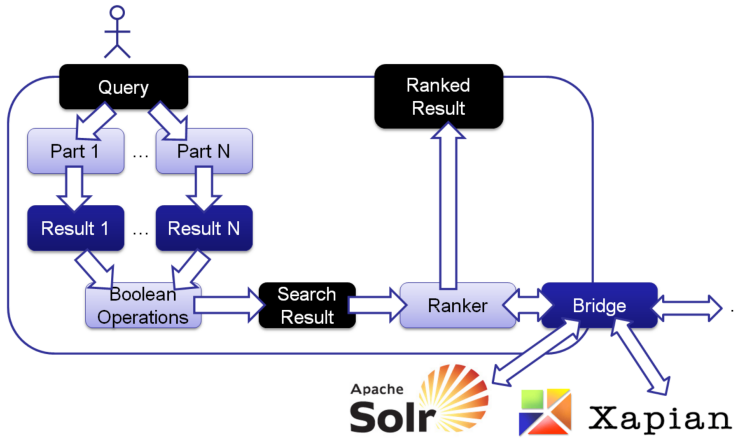 Query
Ranked
Result
Part 1
...
Part N
Result 1
...
Result N
Boolean
Operations
Search
Result
Ranker
Bridge
.
Apache
Solr
Xapian